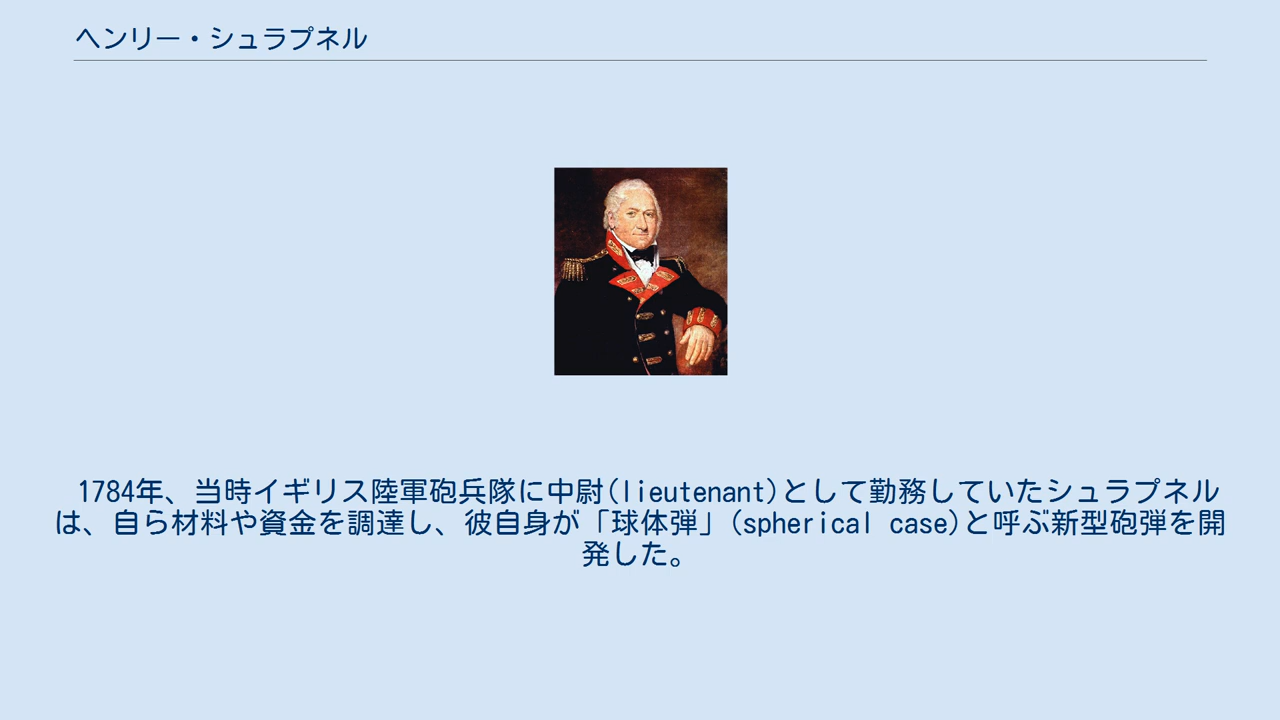 ヘンリー・シュラプネル
1784年、当時イギリス陸軍砲兵隊に中尉(lieutenant)として勤務していたシュラプネル
は、自ら材料や資金を調達し、彼自身が「球体弾」(spherical case)と呼ぶ新型砲弾を開
発した。